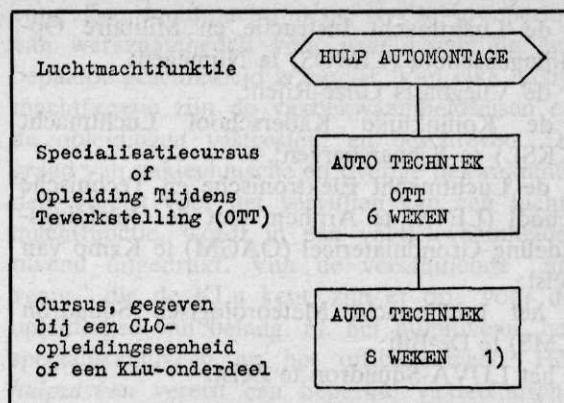 Luchtmachtfunktie
HULP AUTOMONTAGE
Specialisatiecursus
of
Opleiding Tijdens
Tewerkstelling (OTT)
AUTO TECHNIEK
OTT
6 WEKEN
Cursus, gegeven
bij een CLO-
opleidingseenheid
of een KLu-onderdeel
AUTO TECHNIEK
8 WEKEN 1)